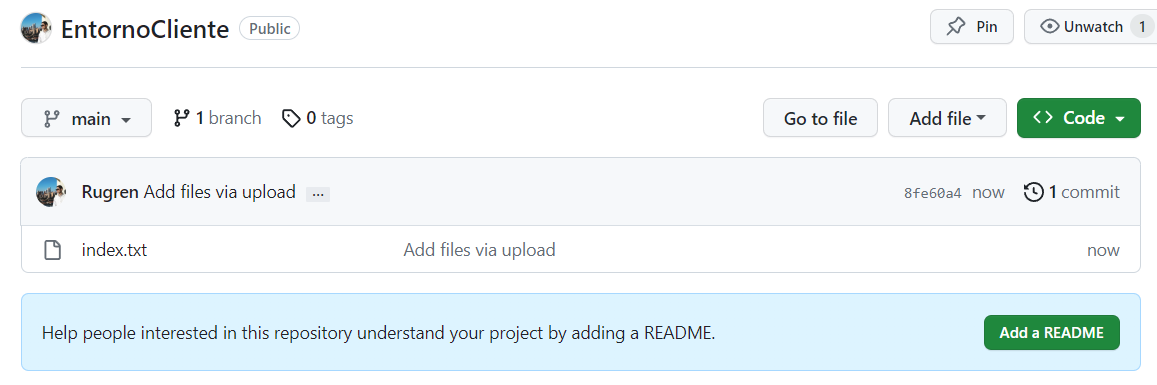 EntornoCliente Public Pin Unwatch 1
main 1 branch 0 tags Go to file Add file Code
Rugren Add files via upload ... 8fe60a4 now 1 commit
index.txt Add files via upload now
Help people interested in this repository understand your project by adding a README. Add a README